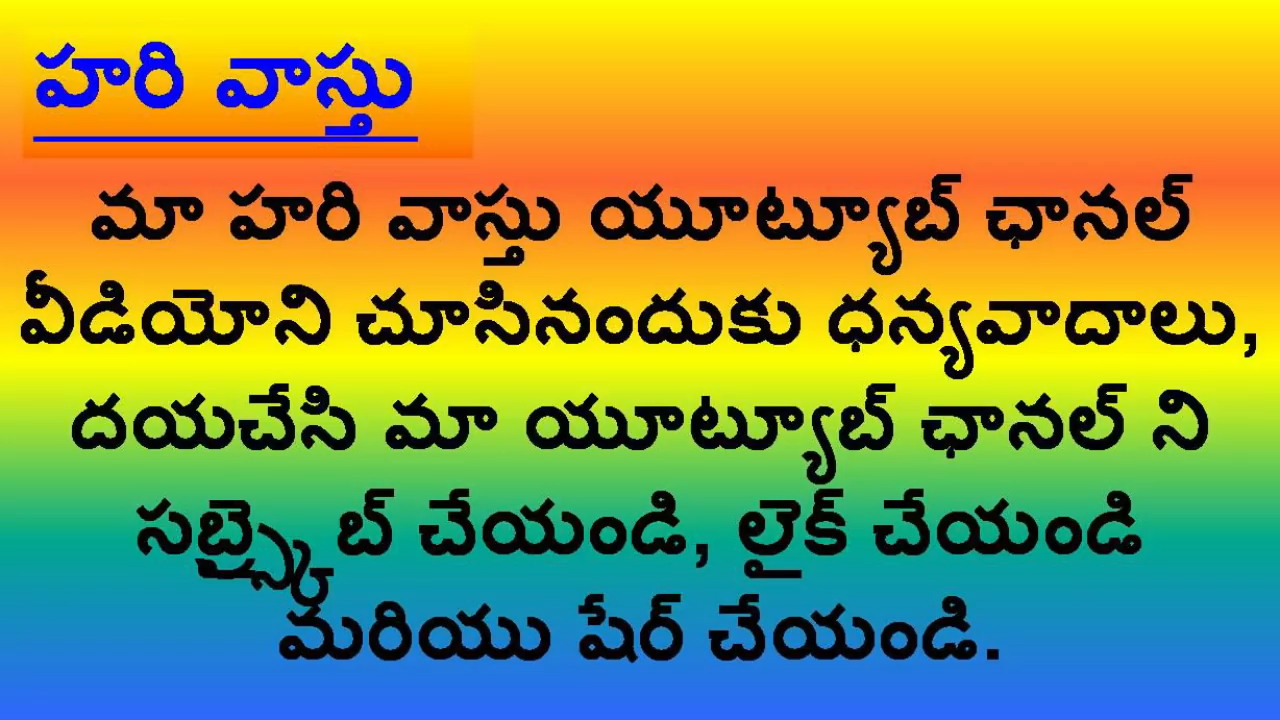 హరి వాస్తు
మా హరి వాస్తు యూట్యూబ్ ఛానల్
వీడియోని చూసినందుకు ధన్యవాదాలు,
దయచేసి మా యూట్యూబ్ ఛానల్ ని
సబ్స్క్రైబ్ చేయండి, లైక్ చేయండి
మరియు షేర్ చేయండి.